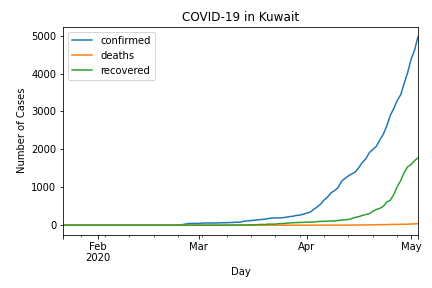 COVID-19 in Kuwait
confirmed
deaths
recovered
Number of Cases
5000
4000
3000
2000
1000
0
Feb
2020
Mar
Apr
May
Day